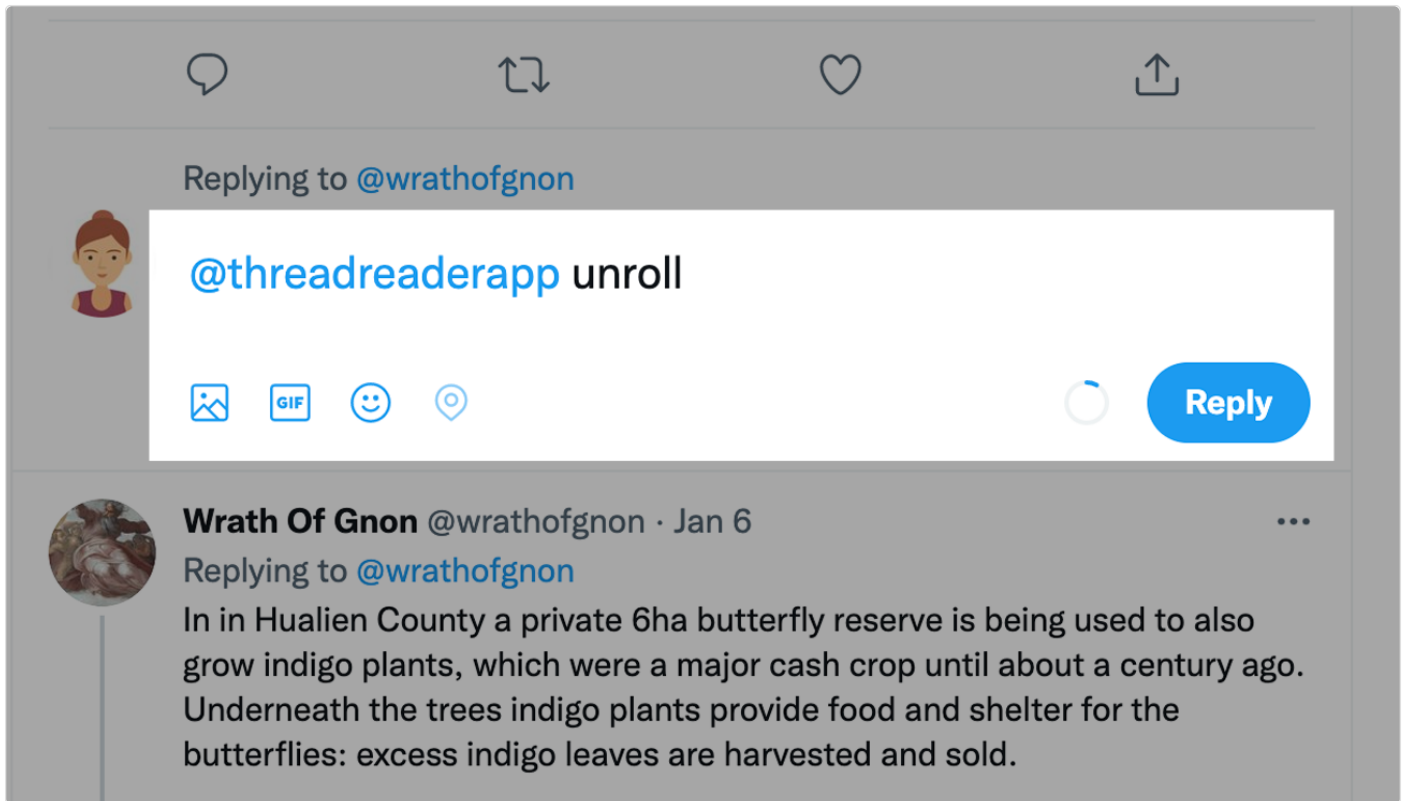 Replying to @wrathofgnon
@threadreaderapp unroll
GIF
Reply
Wrath Of Gnon @wrathofgnon · Jan 6
Replying to @wrathofgnon
In in Hualien County a private 6ha butterfly reserve is being used to also
grow indigo plants, which were a major cash crop until about a century ago.
Underneath the trees indigo plants provide food and shelter for the
butterflies: excess indigo leaves are harvested and sold.